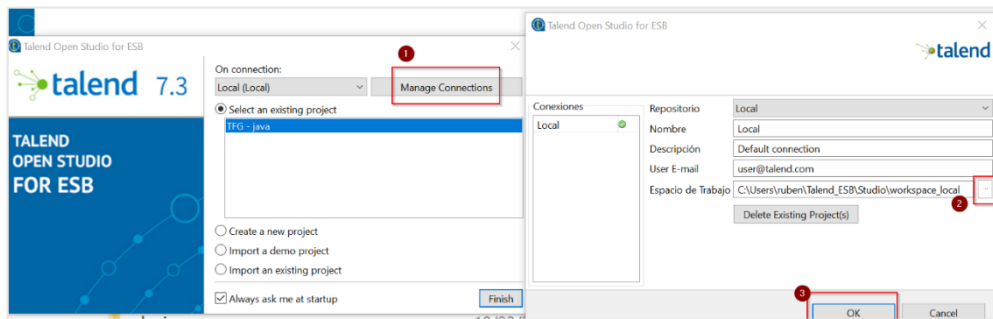 Talend Open Studio for ESB
talend 7.3
TALEND
OPEN STUDIO
FOR ESB
1
On connection:
Local (Local)
Manage Connections
Select an existing project
TFG - java
Create a new project
Import a demo project
Import an existing project
Always ask me at startup
Finish
Talend Open Studio for ESB
talend
Conexiones
Local
Repositorio
Local
Nombre
Local
Descripción
Default connection
User E-mail
user@talend.com
Espacio de Trabajo
C:\Users\ruben\Talend_ESB\Studio\workspace_local
...
2
Delete Existing Project(s)
3
OK
Cancel